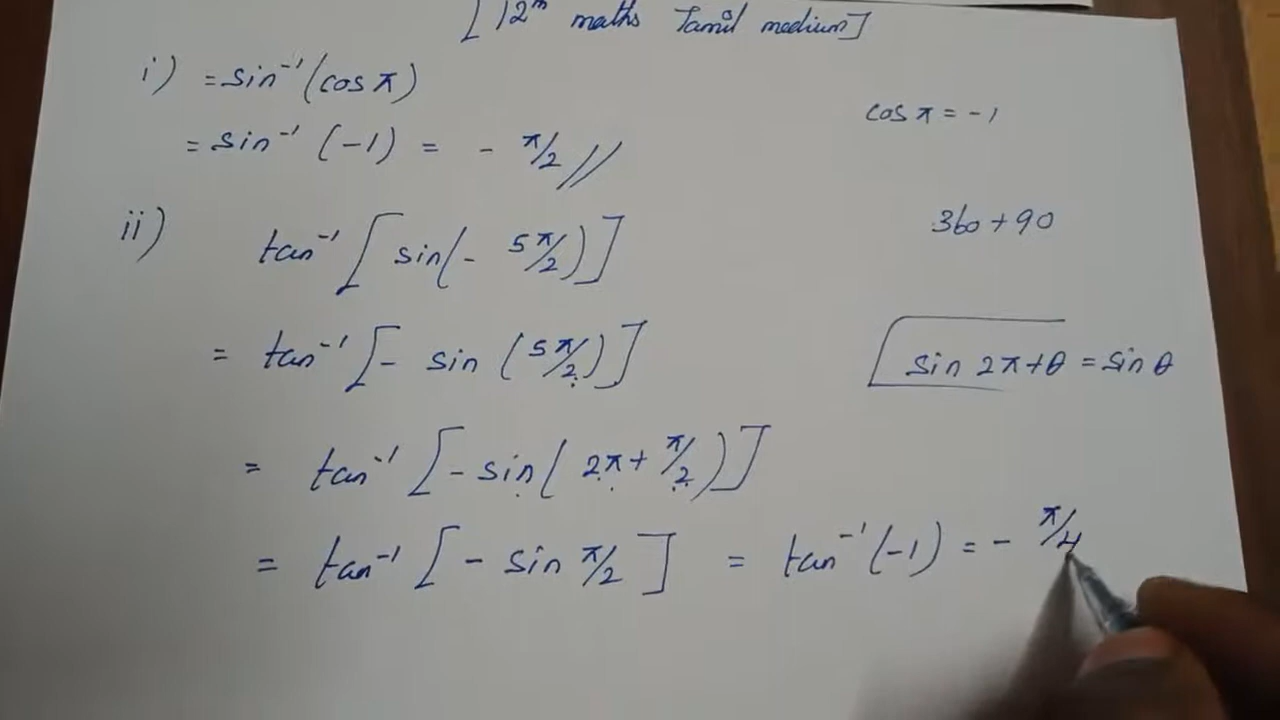 [12th maths Tamil medium]
i) = sin⁻¹(cos π)
cos π = -1
= sin⁻¹ (-1) = - π/2 //
ii) tan⁻¹ [ sin(- 5π/2) ]
360 + 90
= tan⁻¹ [- sin (5π/2) ]
sin 2π+θ = sin θ
= tan⁻¹ [ - sin( 2π + π/2 ) ]
= tan⁻¹ [ - sin π/2 ] = tan⁻¹(-1) = - π/4